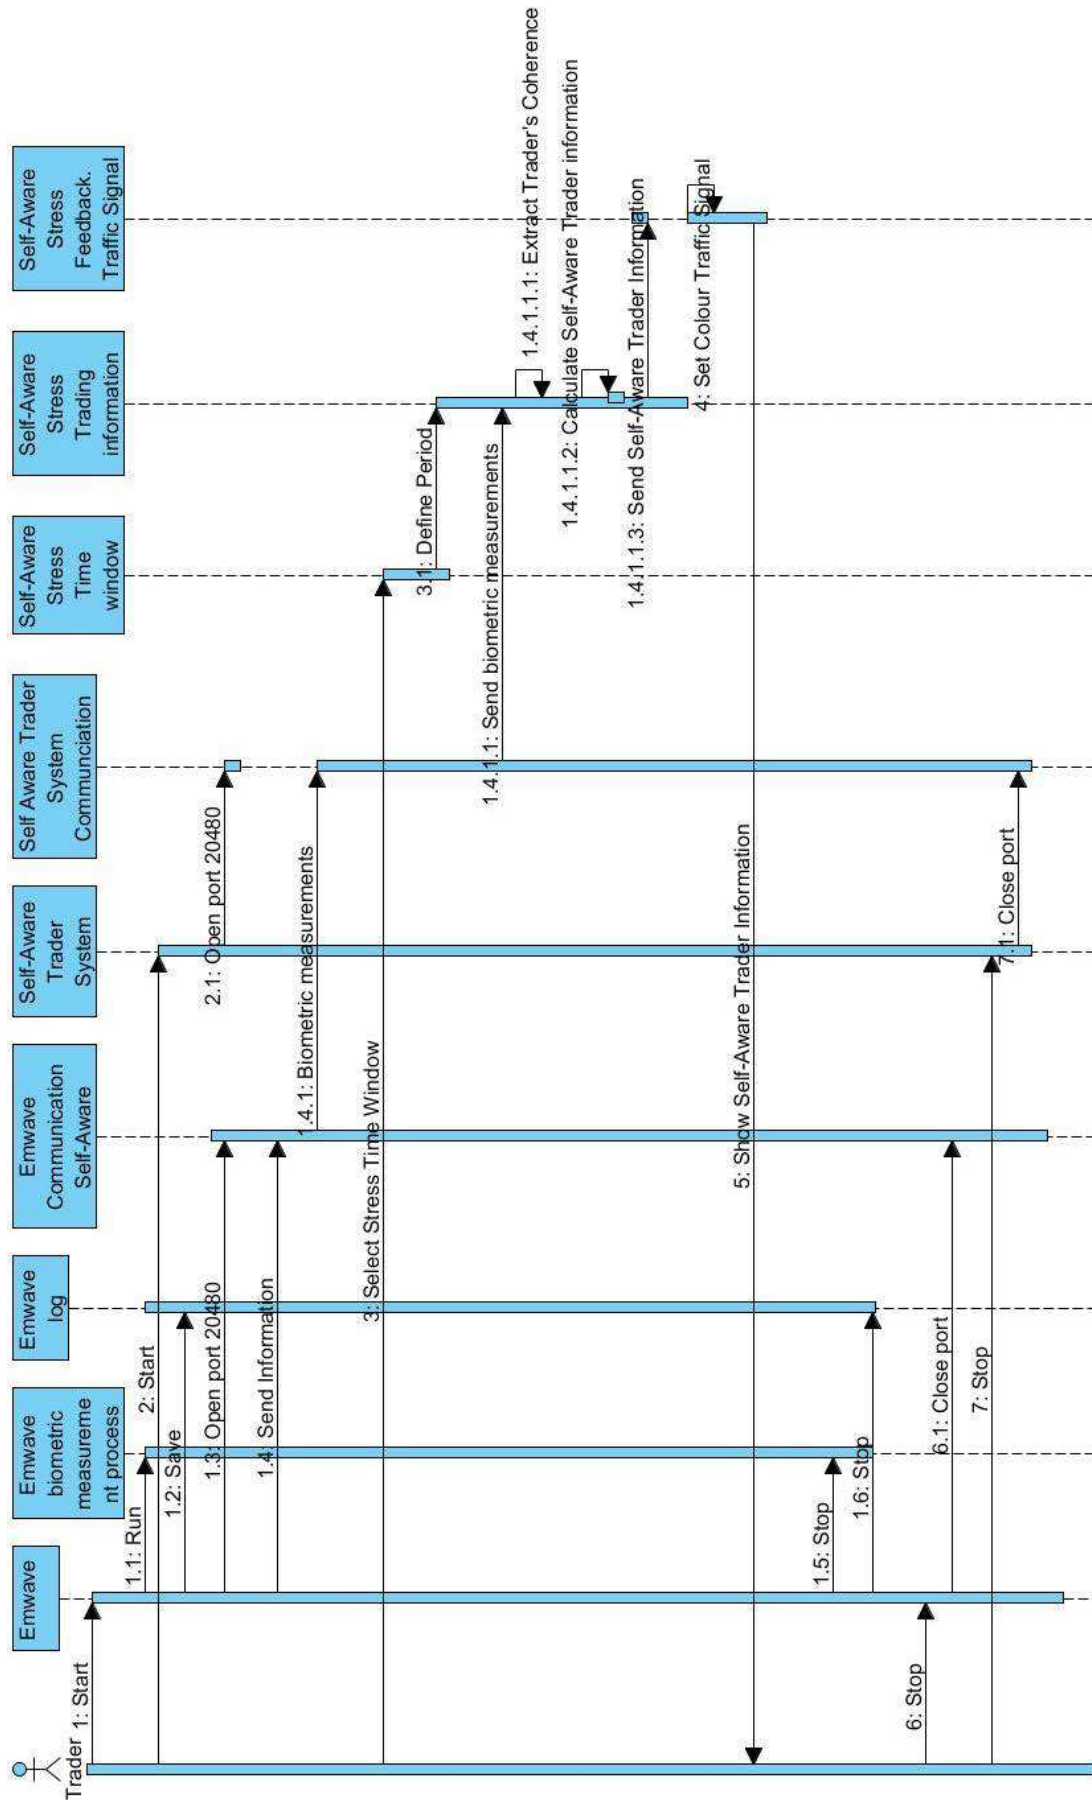 Trader
Emwave
Emwave
biometric
measureme
nt process
Emwave
log
Emwave
Communication
Self-Aware
Self-Aware
Trader
System
Self Aware Trader
System
Communciation
Self-Aware
Stress
Time
window
Self-Aware
Stress
Trading
information
Self-Aware
Stress
Feedback.
Traffic Signal
1: Start
1.1: Run
2: Start
1.2: Save
1.3: Open port 20480
2.1: Open port 20480
1.4: Send Information
1.4.1: Biometric measurements
3: Select Stress Time Window
3.1: Define Period
1.4.1.1: Send biometric measurements
1.4.1.1.1: Extract Trader's Coherence
1.4.1.1.2: Calculate Self-Aware Trader information
1.4.1.1.3: Send Self-Aware Trader Information
4: Set Colour Traffic Signal
5: Show Self-Aware Trader Information
1.5: Stop
1.6: Stop
6: Stop
6.1: Close port
7: Stop
7.1: Close port